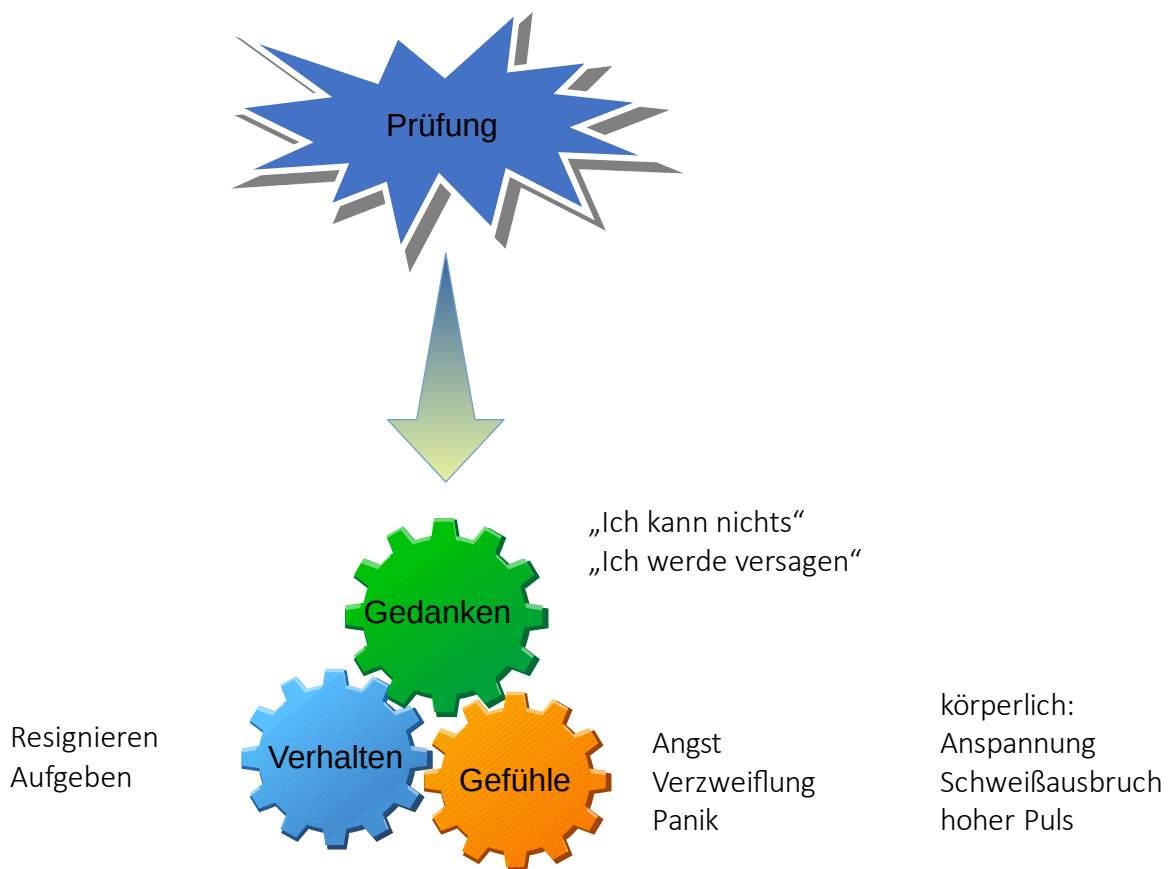 Prüfung
„Ich kann nichts“
„Ich werde versagen“
Gedanken
Resignieren
Aufgeben
Verhalten
Gefühle
Angst
Verzweiflung
Panik
körperlich:
Anspannung
Schweißausbruch
hoher Puls